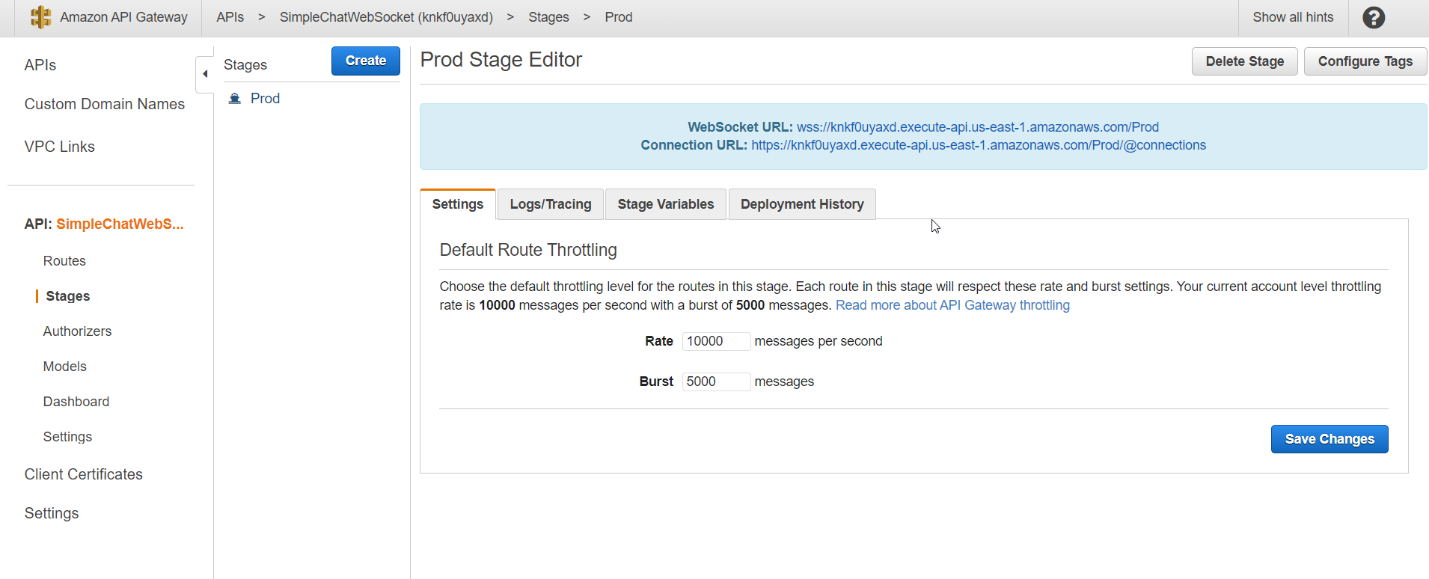 Amazon API Gateway APIs > SimpleChatWebSocket (knkf0uyaxd) > Stages > Prod Show all hints ?
APIs
Custom Domain Names
VPC Links
API: SimpleChatWebS...
Routes
Stages
Authorizers
Models
Dashboard
Settings
Client Certificates
Settings
Stages Create
Prod
Prod Stage Editor Delete Stage Configure Tags
WebSocket URL: wss://knkf0uyaxd.execute-api.us-east-1.amazonaws.com/Prod
Connection URL: https://knkf0uyaxd.execute-api.us-east-1.amazonaws.com/Prod/@connections
Settings Logs/Tracing Stage Variables Deployment History
Default Route Throttling
Choose the default throttling level for the routes in this stage. Each route in this stage will respect these rate and burst settings. Your current account level throttling
rate is 10000 messages per second with a burst of 5000 messages. Read more about API Gateway throttling
Rate 10000 messages per second
Burst 5000 messages
Save Changes